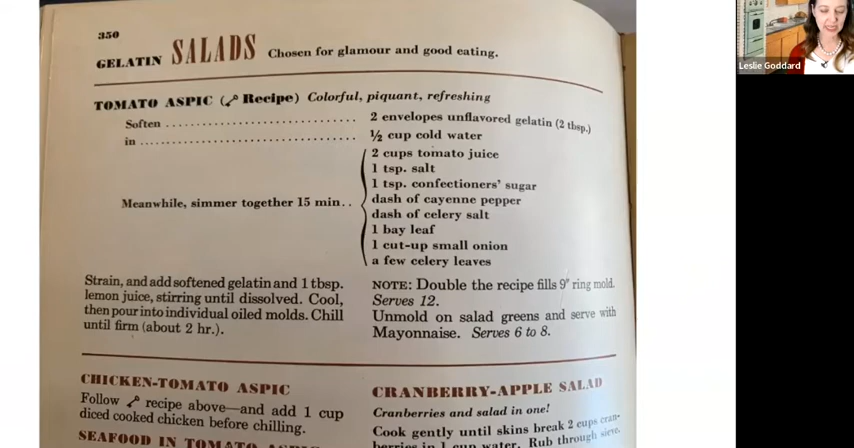 350
GELATIN SALADS Chosen for glamour and good eating.
TOMATO ASPIC ( Recipe) Colorful, piquant, refreshing
Soften .......... 2 envelopes unflavored gelatin (2 tbsp.)
in .......... ½ cup cold water
Meanwhile, simmer together 15 min..
2 cups tomato juice
1 tsp. salt
1 tsp. confectioners' sugar
dash of cayenne pepper
dash of celery salt
1 bay leaf
1 cut-up small onion
a few celery leaves
Strain, and add softened gelatin and 1 tbsp.
lemon juice, stirring until dissolved. Cool,
then pour into individual oiled molds. Chill
until firm (about 2 hr.).
NOTE: Double the recipe fills 9" ring mold.
Serves 12.
Unmold on salad greens and serve with
Mayonnaise. Serves 6 to 8.
CHICKEN-TOMATO ASPIC
Follow recipe above—and add 1 cup
diced cooked chicken before chilling.
SEAFOOD IN TOMATO ASPIC
CRANBERRY-APPLE SALAD
Cranberries and salad in one!
Cook gently until skins break 2 cups cran-
berries in 1 cup water. Rub through sieve.
Leslie Goddard